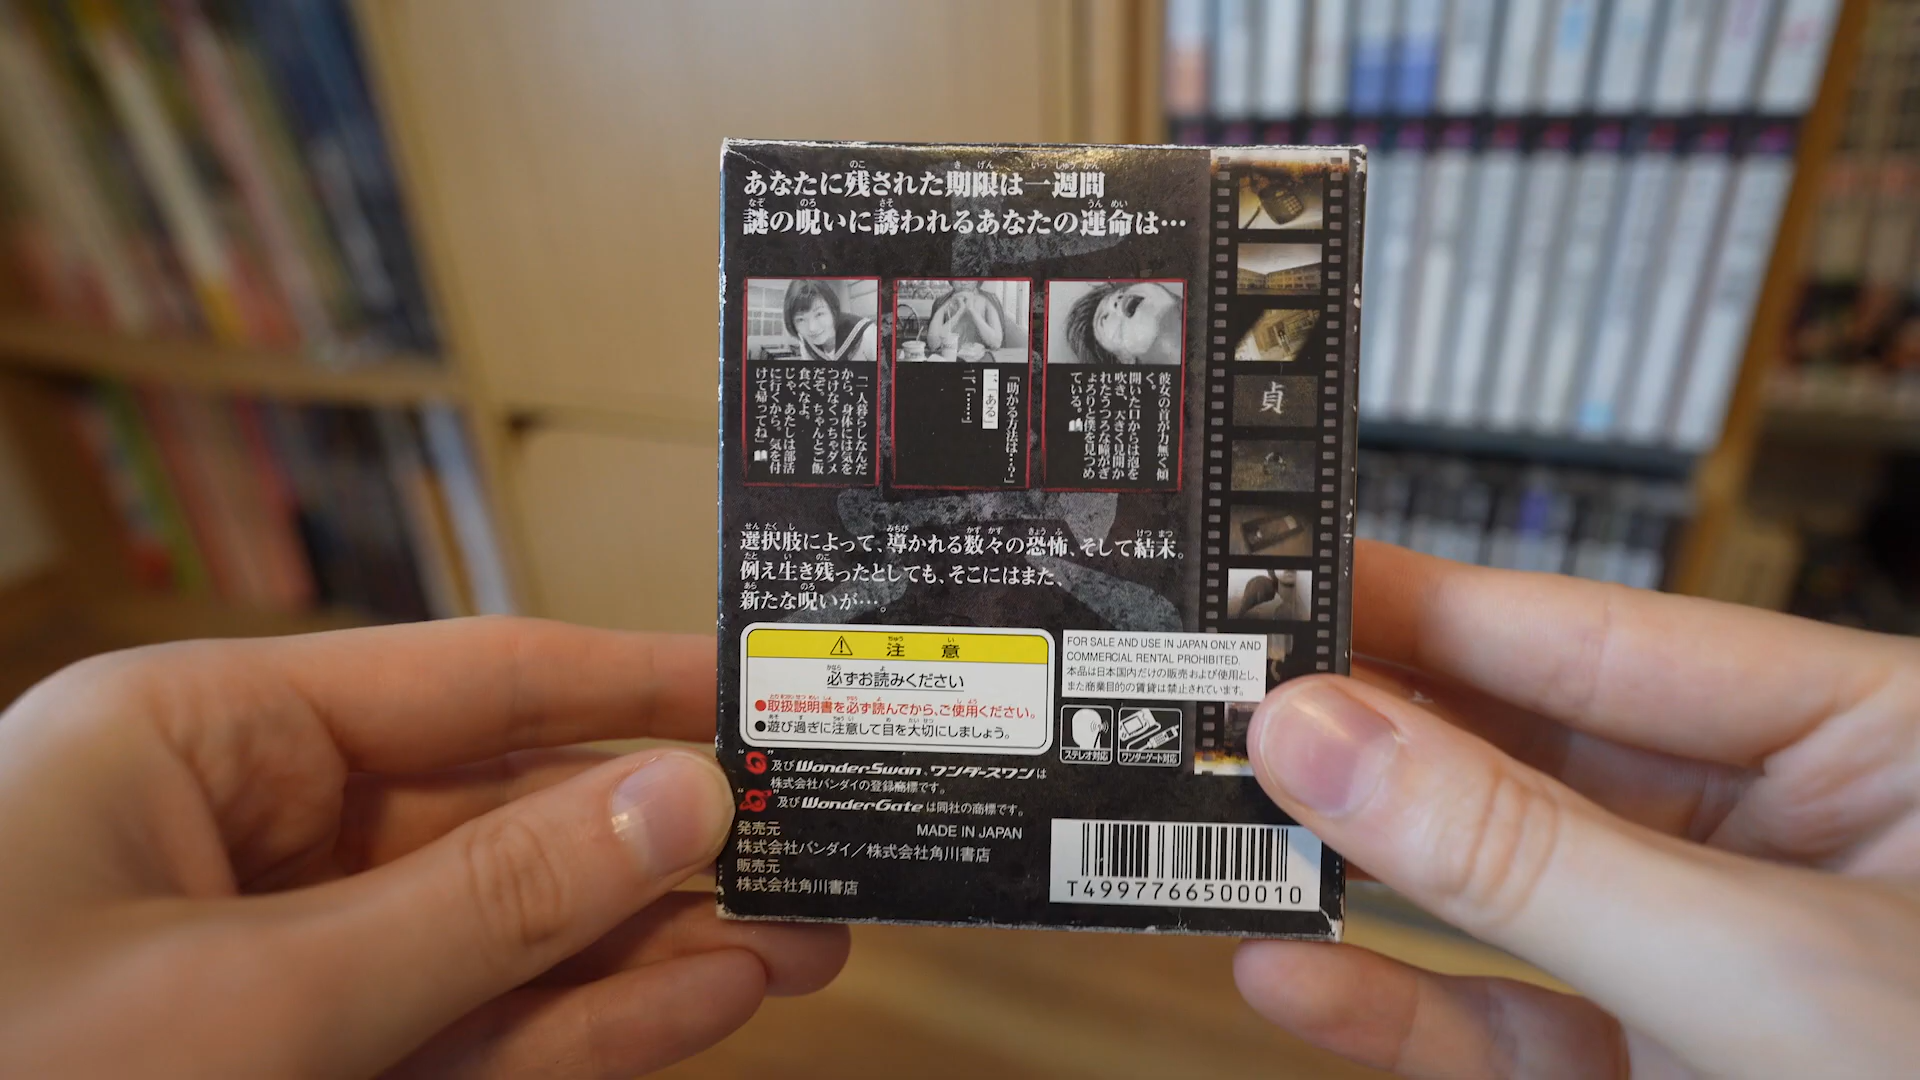 あなたに残された期限は一週間
謎の呪いに誘われるあなたの運命は…
「一人暮らしなんだ
から、身体には気を
つけなくっちゃダメ
だぞ。ちゃんとご飯
食べなよ。
じゃ、あたしは部活
に行くから。気を付
けて帰ってね」
「助かる方法は…?」
一、「ある」
二、「……」
彼女の首が力無く傾
く。
開いた口からは泡を
吹き、大きく見開か
れたうつろな瞳がぎ
ょろりと僕を見つめ
ている。
貞
選択肢によって、導かれる数々の恐怖、そして結末。
例え生き残ったとしても、そこにはまた、
新たな呪いが…。
注意
必ずお読みください
●取扱説明書を必ず読んでから、ご使用ください。
●遊び過ぎに注意して目を大切にしましょう。
FOR SALE AND USE IN JAPAN ONLY AND
COMMERCIAL RENTAL PROHIBITED.
本品は日本国内だけの販売および使用とし、
また商業目的の賃貸は禁止されています。
ステレオ対応
ワンダーゲート対応
及びWonderSwan、ワンダースワンは
株式会社バンダイの登録商標です。
及びWonderGateは同社の商標です。
発売元
MADE IN JAPAN
株式会社バンダイ／株式会社角川書店
販売元
株式会社角川書店
T4997766500010